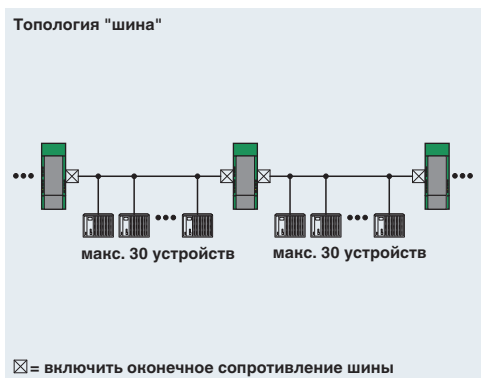 Топология "шина"
макс. 30 устройств
макс. 30 устройств
= включить оконечное сопротивление шины